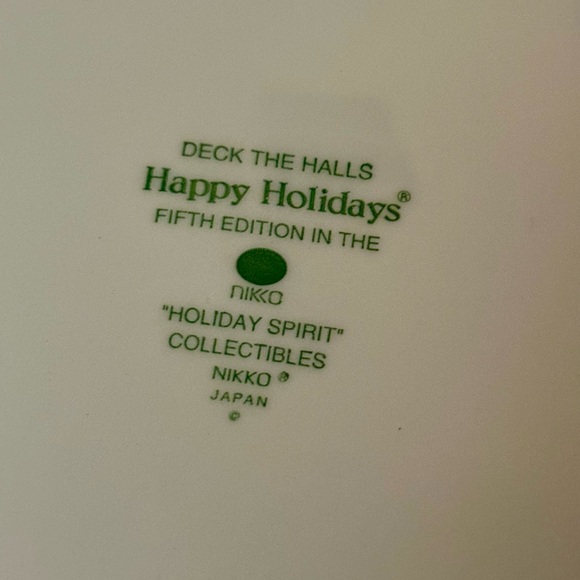 DECK THE HALLS
Happy Holidays®
FIFTH EDITION IN THE
NIKKO
"HOLIDAY SPIRIT"
COLLECTIBLES
NIKKO ®
JAPAN
©